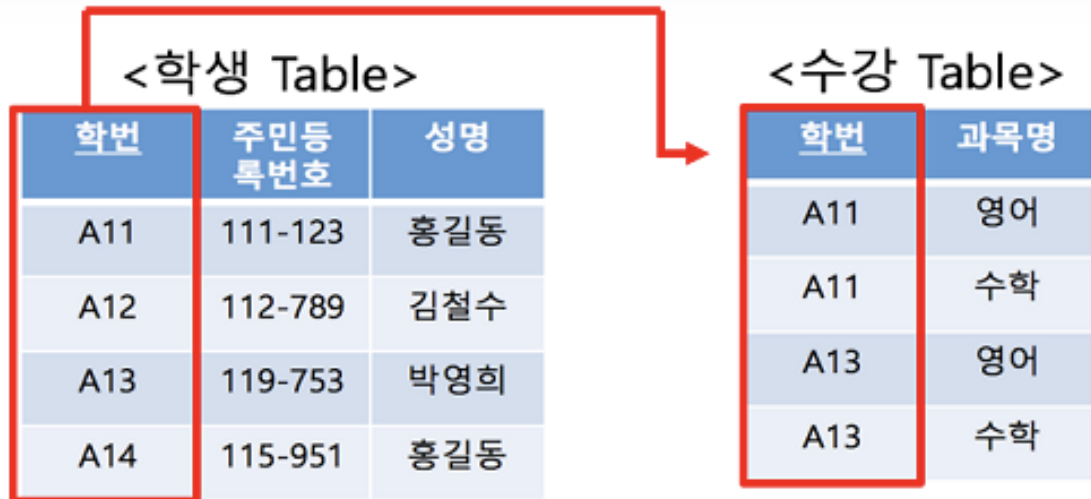 <학생 Table>
학번 주민등록번호 성명
A11 111-123 홍길동
A12 112-789 김철수
A13 119-753 박영희
A14 115-951 홍길동
<수강 Table>
학번 과목명
A11 영어
A11 수학
A13 영어
A13 수학